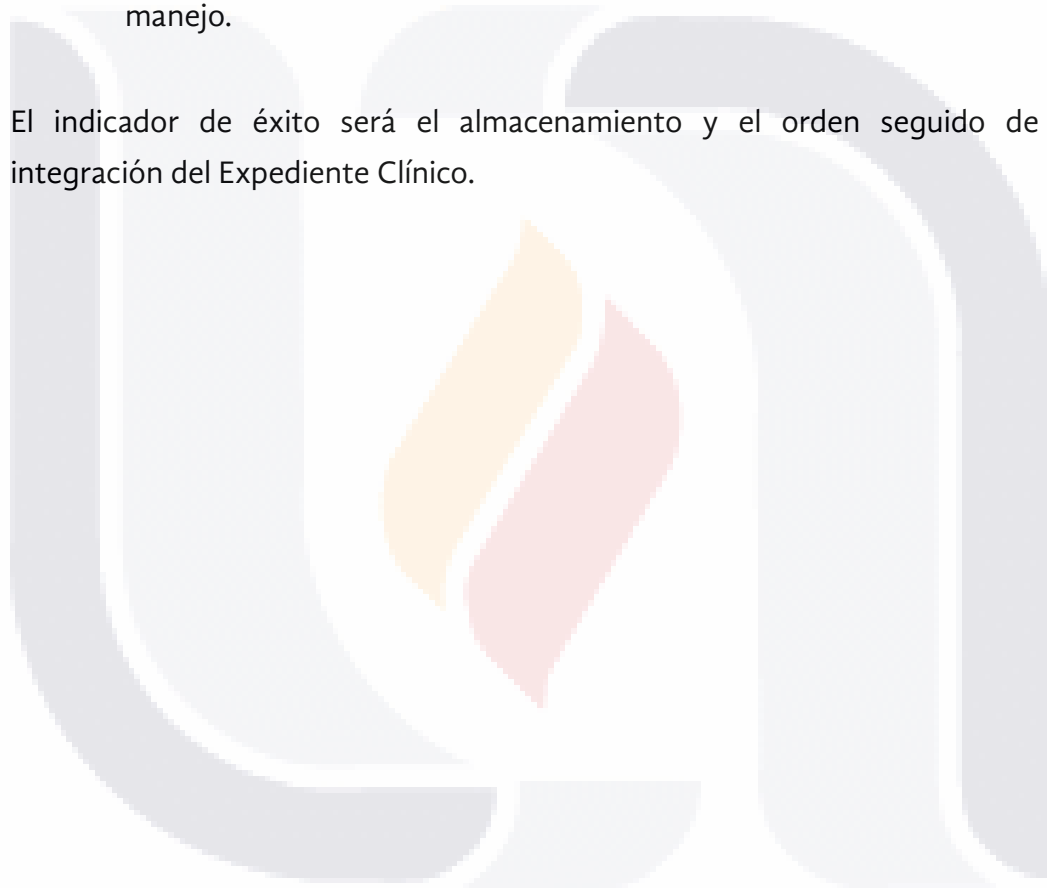 manejo.
El indicador de éxito será el almacenamiento y el orden seguido de
integración del Expediente Clínico.